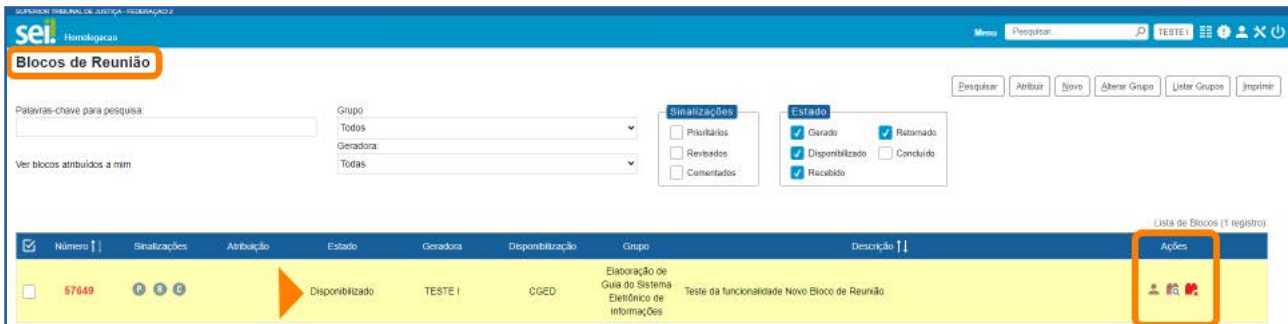 SUPERIOR TRIBUNAL DE JUSTIÇA - FEDERAÇÃO 2
sei! Homologacao
Menu Pesquisar... TESTE I
Blocos de Reunião
Pesquisar Atribuir Novo Alterar Grupo Listar Grupos Imprimir
Palavras-chave para pesquisa:
Grupo
Todos
Geradora:
Todas
Ver blocos atribuídos a mim
Sinalizações
Prioritários
Revisados
Comentados
Estado
Gerado Retornado
Disponibilizado Concluído
Recebido
Lista de Blocos (1 registro):
Número Sinalizações Atribuição Estado Geradora Disponibilização Grupo Descrição Ações
57649 P R C Disponibilizado TESTE I CGED Elaboração de
Guia do Sistema
Eletrônico de
Informações
Teste da funcionalidade Novo Bloco de Reunião